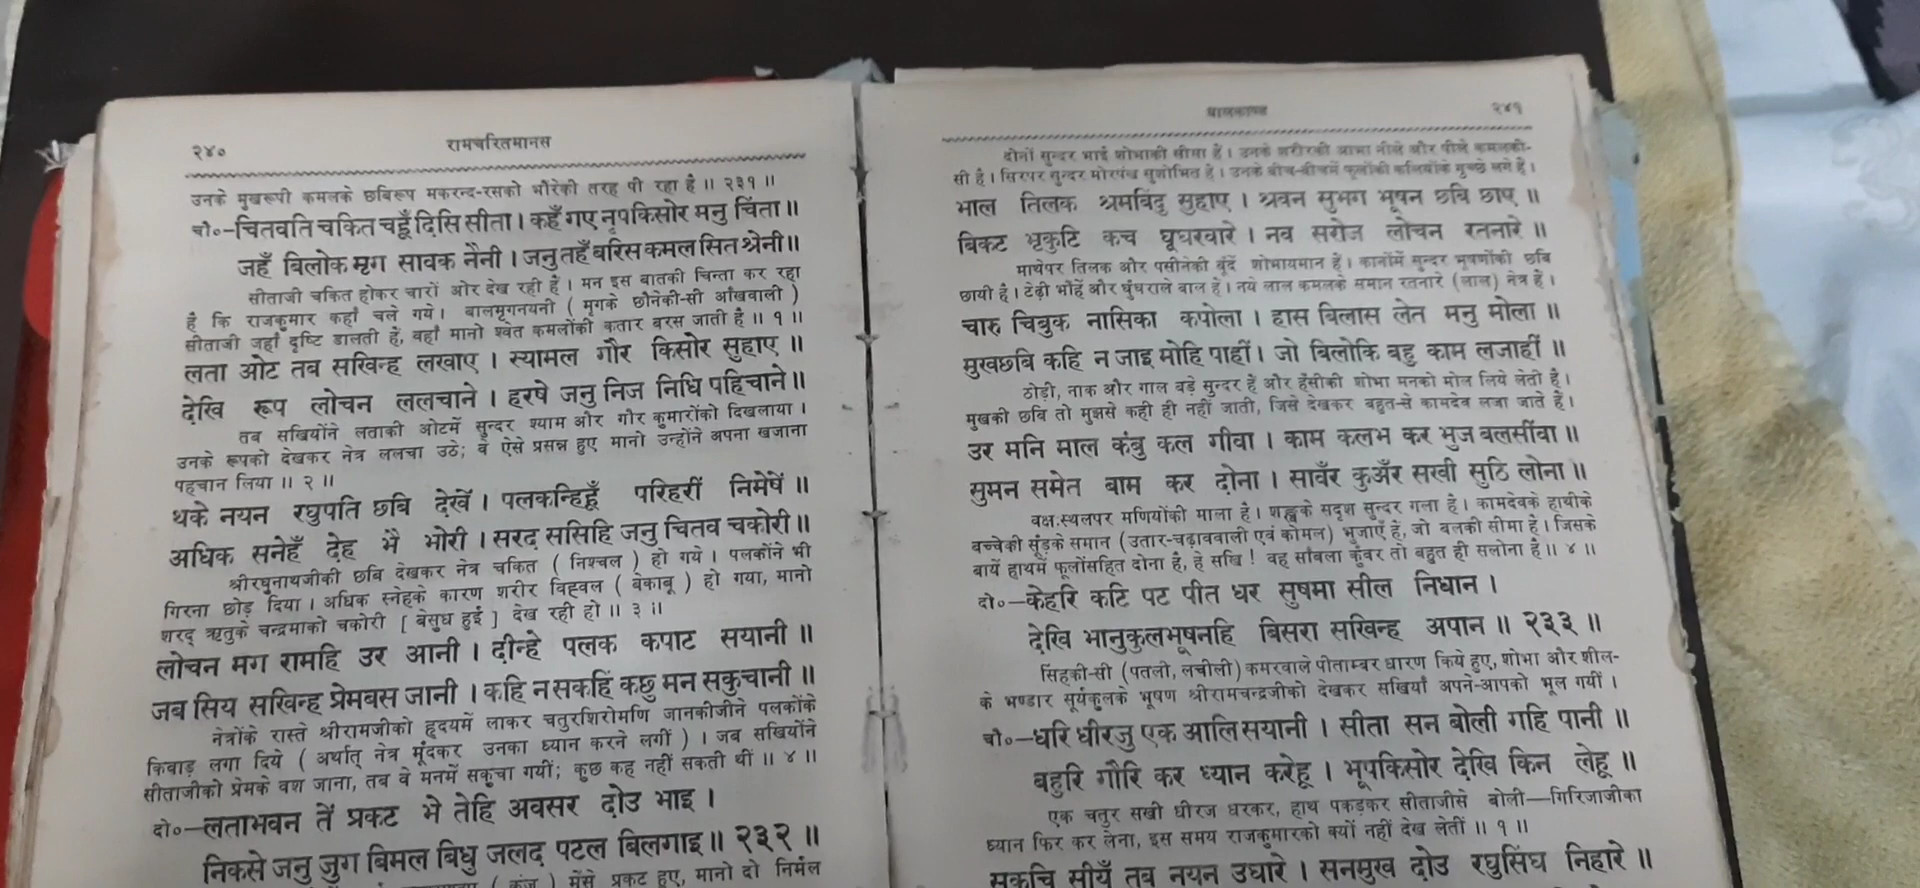 २४०
रामचरितमानस
उनके मुखरूपी कमलके छबिरूप मकरन्द-रसको भौंरेकी तरह पी रहा है ॥ २३१ ॥
चौ०—चितवति चकित चहूँ दिसि सीता । कहँ गए नृपकिसोर मनु चिंता ॥
जहँ बिलोक मृग सावक नैनी । जनु तहँ बरिस कमल सित श्रेनी ॥
सीताजी चकित होकर चारों ओर देख रही हैं । मन इस बातकी चिन्ता कर रहा
है कि राजकुमार कहाँ चले गये । बालमृगनयनी ( मृगके छौनेकी-सी आँखवाली )
सीताजी जहाँ दृष्टि डालती हैं, वहाँ मानो श्वेत कमलोंकी कतार बरस जाती है ॥ १ ॥
लता ओट तब सखिन्ह लखाए । स्यामल गौर किसोर सुहाए ॥
देखि रूप लोचन ललचाने । हरषे जनु निज निधि पहिचाने ॥
तब सखियोंने लताकी ओटमें सुन्दर श्याम और गौर कुमारोंको दिखलाया ।
उनके रूपको देखकर नेत्र ललचा उठे; वे ऐसे प्रसन्न हुए मानो उन्होंने अपना खजाना
पहचान लिया ॥ २ ॥
थके नयन रघुपति छबि देखें । पलकन्हिहूँ परिहरीं निमेषें ॥
अधिक सनेहँ देह भै भोरी । सरद ससिहि जनु चितव चकोरी ॥
श्रीरघुनाथजीकी छबि देखकर नेत्र चकित ( निश्चल ) हो गये । पलकोंने भी
गिरना छोड़ दिया । अधिक स्नेहके कारण शरीर विह्वल ( बेकाबू ) हो गया, मानो
शरद् ऋतुके चन्द्रमाको चकोरी [ बेसुध हुई ] देख रही हो ॥ ३ ॥
लोचन मग रामहि उर आनी । दीन्हे पलक कपाट सयानी ॥
जब सिय सखिन्ह प्रेमबस जानी । कहि न सकहिं कछु मन सकुचानी ॥
नेत्रोंके रास्ते श्रीरामजीको हृदयमें लाकर चतुरशिरोमणि जानकीजीने पलकोंके
किवाड़ लगा दिये ( अर्थात् नेत्र मूँदकर उनका ध्यान करने लगीं ) । जब सखियोंने
सीताजीको प्रेमके वश जाना, तब वे मनमें सकुचा गयीं; कुछ कह नहीं सकती थीं ॥ ४ ॥
दो०—लताभवन तें प्रकट भे तेहि अवसर दोउ भाइ ।
निकसे जनु जुग बिमल बिधु जलद पटल बिलगाइ ॥ २३२ ॥
( कुंज ) मेंसे प्रकट हुए, मानो दो निर्मल
बालकाण्ड
२४१
दोनों सुन्दर भाई शोभाकी सीमा हैं । उनके शरीरकी आभा नीले और पीले कमलकी-
सी है । सिरपर सुन्दर मोरपंख सुशोभित हैं । उनके बीच-बीचमें फूलोंकी कलियोंके गुच्छे लगे हैं ।
भाल तिलक श्रमबिंदु सुहाए । श्रवन सुभग भूषन छबि छाए ॥
बिकट भृकुटि कच घूघरवारे । नव सरोज लोचन रतनारे ॥
माथेपर तिलक और पसीनेकी बूँदें शोभायमान हैं । कानोंमें सुन्दर भूषणोंकी छबि
छायी है । टेढ़ी भौंहें और घुँघराले बाल हैं । नये लाल कमलके समान रतनारे (लाल) नेत्र हैं ।
चारु चिबुक नासिका कपोला । हास बिलास लेत मनु मोला ॥
मुखछबि कहि न जाइ मोहि पाहीं । जो बिलोकि बहु काम लजाहीं ॥
ठोड़ी, नाक और गाल बड़े सुन्दर हैं और हँसीकी शोभा मनको मोल लिये लेती है ।
मुखकी छबि तो मुझसे कही ही नहीं जाती, जिसे देखकर बहुत-से कामदेव लजा जाते हैं ।
उर मनि माल कंबु कल गीवा । काम कलभ कर भुज बलसींवा ॥
सुमन समेत बाम कर दोना । सावँर कुअँर सखी सुठि लोना ॥
वक्षःस्थलपर मणियोंकी माला है । शङ्खके सदृश सुन्दर गला है । कामदेवके हाथीके
बच्चेकी सूँड़के समान (उतार-चढ़ाववाली एवं कोमल) भुजाएँ हैं, जो बलकी सीमा हैं । जिसके
बायें हाथमें फूलोंसहित दोना है, हे सखि ! वह साँवला कुँवर तो बहुत ही सलोना है ॥ ४ ॥
दो०—केहरि कटि पट पीत धर सुषमा सील निधान ।
देखि भानुकुलभूषनहि बिसरा सखिन्ह अपान ॥ २३३ ॥
सिंहकी-सी (पतली, लचीली) कमरवाले पीताम्बर धारण किये हुए, शोभा और शील-
के भण्डार सूर्यकुलके भूषण श्रीरामचन्द्रजीको देखकर सखियाँ अपने-आपको भूल गयीं ।
चौ०—धरि धीरजु एक आलि सयानी । सीता सन बोली गहि पानी ॥
बहुरि गौरि कर ध्यान करेहू । भूपकिसोर देखि किन लेहू ॥
एक चतुर सखी धीरज धरकर, हाथ पकड़कर सीताजीसे बोली—गिरिजाजीका
ध्यान फिर कर लेना, इस समय राजकुमारको क्यों नहीं देख लेतीं ॥ १ ॥
सकुचि सीयँ तब नयन उघारे । सनमुख दोउ रघुसिंघ निहारे ॥